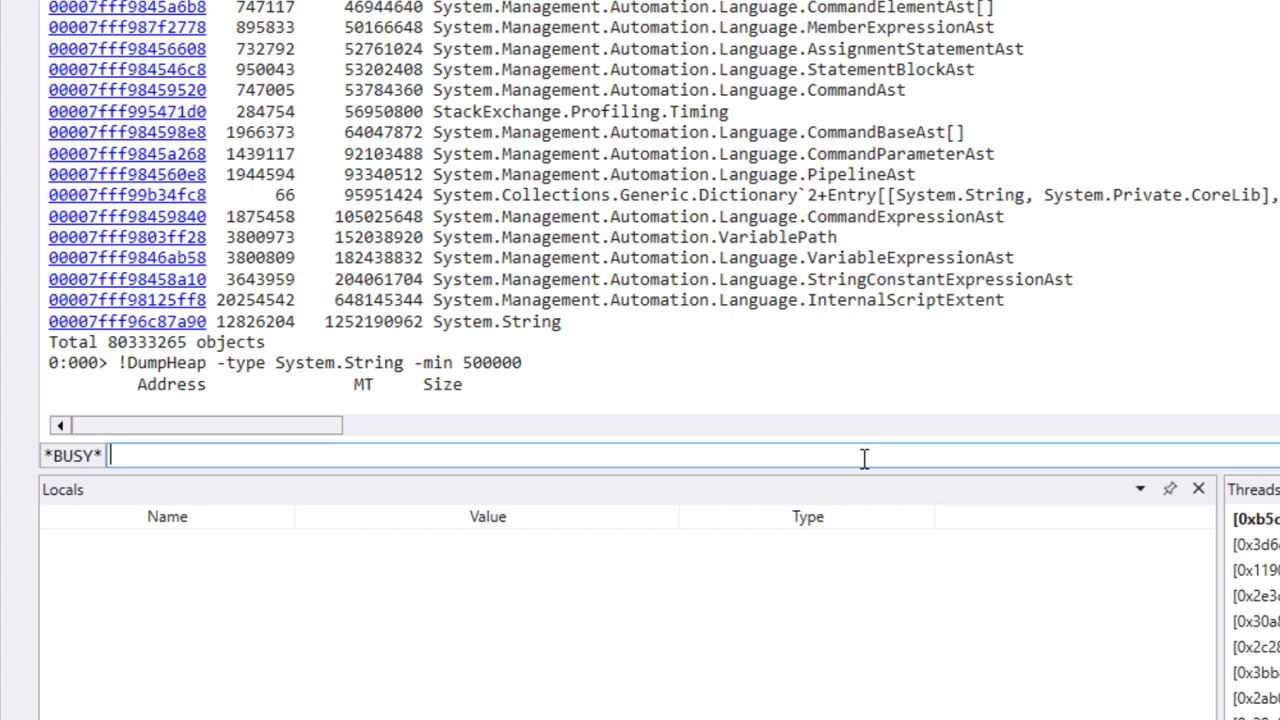 00007fff9845a6b8 747117 46944640 System.Management.Automation.Language.CommandElementAst[]
00007fff987f2778 895833 50166648 System.Management.Automation.Language.MemberExpressionAst
00007fff98456608 732792 52761024 System.Management.Automation.Language.AssignmentStatementAst
00007fff984546c8 950043 53202408 System.Management.Automation.Language.StatementBlockAst
00007fff98459520 747005 53784360 System.Management.Automation.Language.CommandAst
00007fff995471d0 284754 56950800 StackExchange.Profiling.Timing
00007fff984598e8 1966373 64047872 System.Management.Automation.Language.CommandBaseAst[]
00007fff9845a268 1439117 92103488 System.Management.Automation.Language.CommandParameterAst
00007fff984560e8 1944594 93340512 System.Management.Automation.Language.PipelineAst
00007fff99b34fc8 66 95951424 System.Collections.Generic.Dictionary`2+Entry[[System.String, System.Private.CoreLib],
00007fff98459840 1875458 105025648 System.Management.Automation.Language.CommandExpressionAst
00007fff9803ff28 3800973 152038920 System.Management.Automation.VariablePath
00007fff9846ab58 3800809 182438832 System.Management.Automation.Language.VariableExpressionAst
00007fff98458a10 3643959 204061704 System.Management.Automation.Language.StringConstantExpressionAst
00007fff98125ff8 20254542 648145344 System.Management.Automation.Language.InternalScriptExtent
00007fff96c87a90 12826204 1252190962 System.String
Total 80333265 objects
0:000> !DumpHeap -type System.String -min 500000
Address MT Size
*BUSY*
Locals
Threads
Name Value Type
[0xb5c
[0x3d6
[0x1190
[0x2e3c
[0x30a8
[0x2c28
[0x3bb
[0x2ab